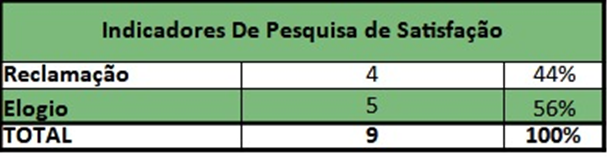 Indicadores De Pesquisa de Satisfação
Reclamação 4 44%
Elogio 5 56%
TOTAL 9 100%